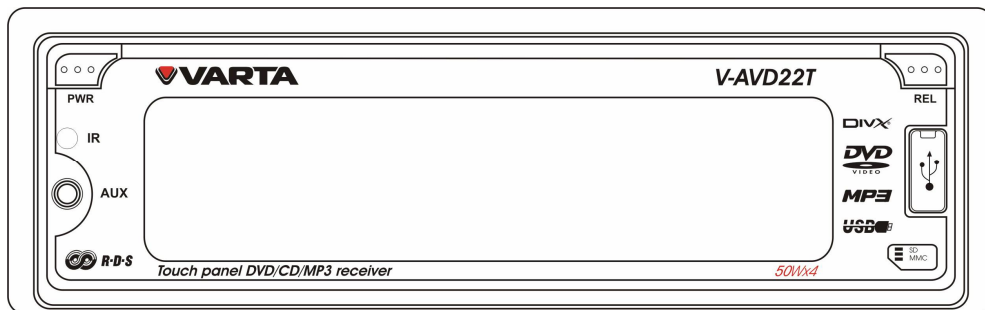 VARTA
V-AVD22T
PWR
REL
IR
AUX
R·D·S
DIVX®
DVD
VIDEO
MP3
USB
SD
MMC
Touch panel DVD/CD/MP3 receiver
50Wx4